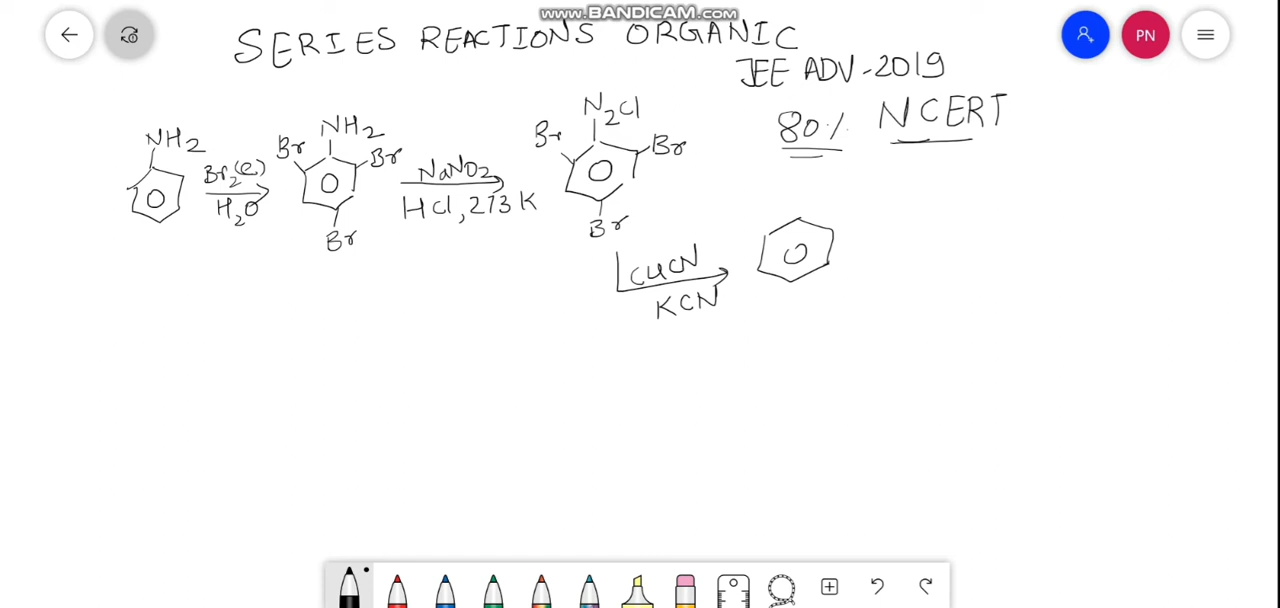 www.BANDICAM.com
SERIES REACTIONS ORGANIC
JEE ADV-2019
80% NCERT
NH2
Br2(l)
H2O
NH2
Br
Br
Br
NaNO2
HCl, 273 K
N2Cl
Br
Br
Br
CuCN
KCN
PN